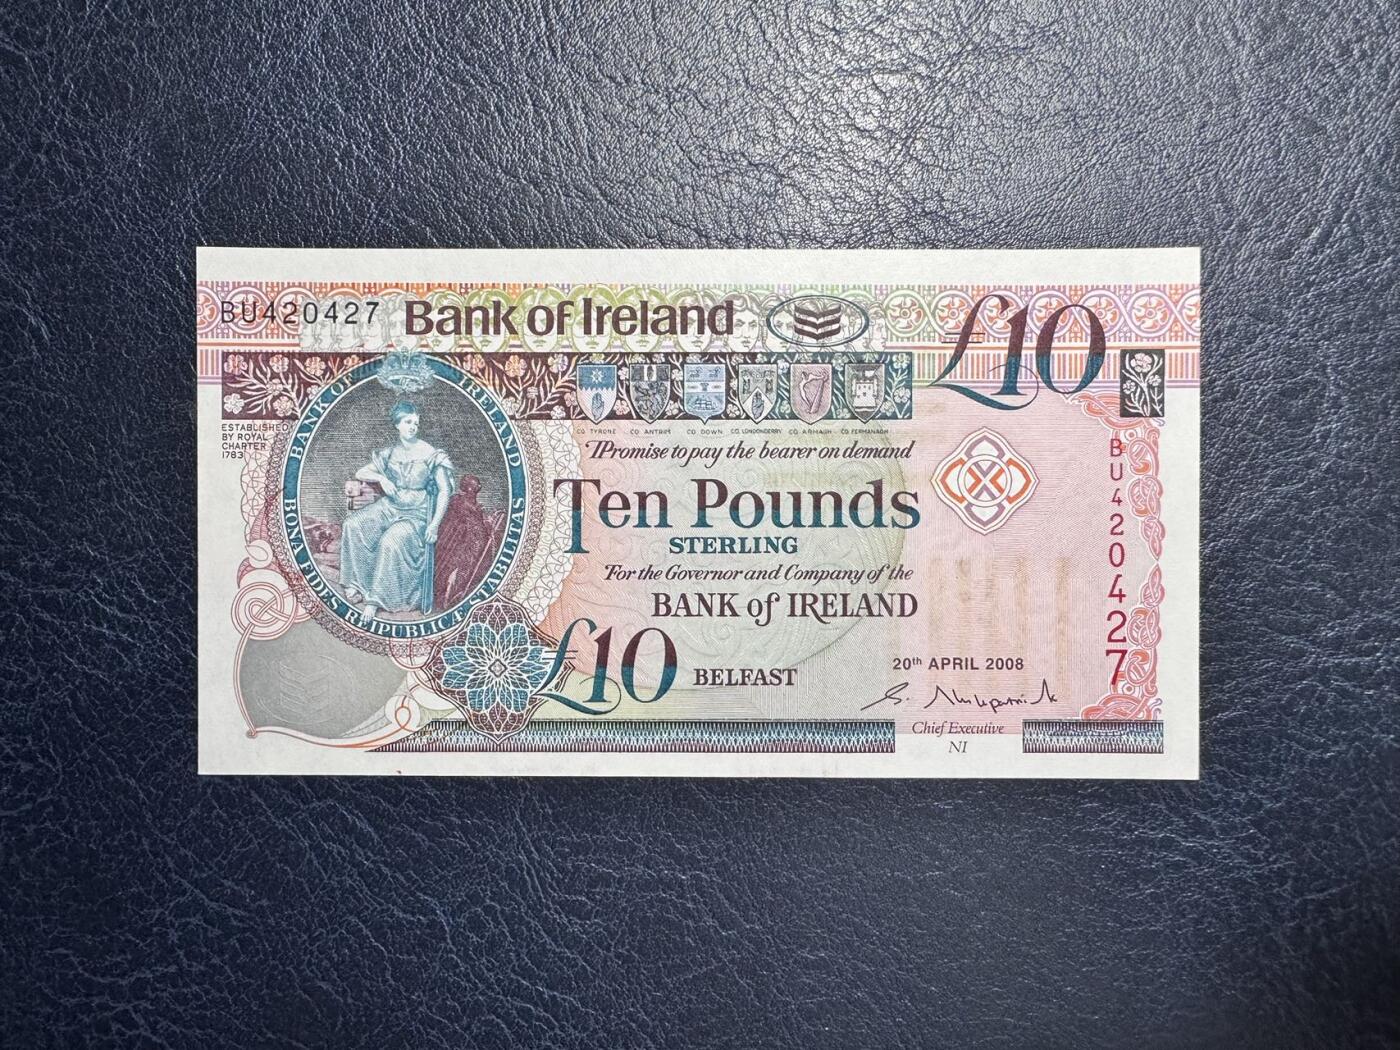 BU420427
Bank of Ireland
£10
BANK OF IRELAND
BONA FIDES REIPUBLICÆ STABILITAS
ESTABLISHED
BY ROYAL
CHARTER
1783
CO. TYRONE CO. ANTRIM CO. DOWN CO. LONDONDERRY CO. ARMAGH CO. FERMANAGH
I Promise to pay the bearer on demand
Ten Pounds
STERLING
For the Governor and Company of the
BANK of IRELAND
£10 BELFAST
20th APRIL 2008
Chief Executive
NI
BU420427